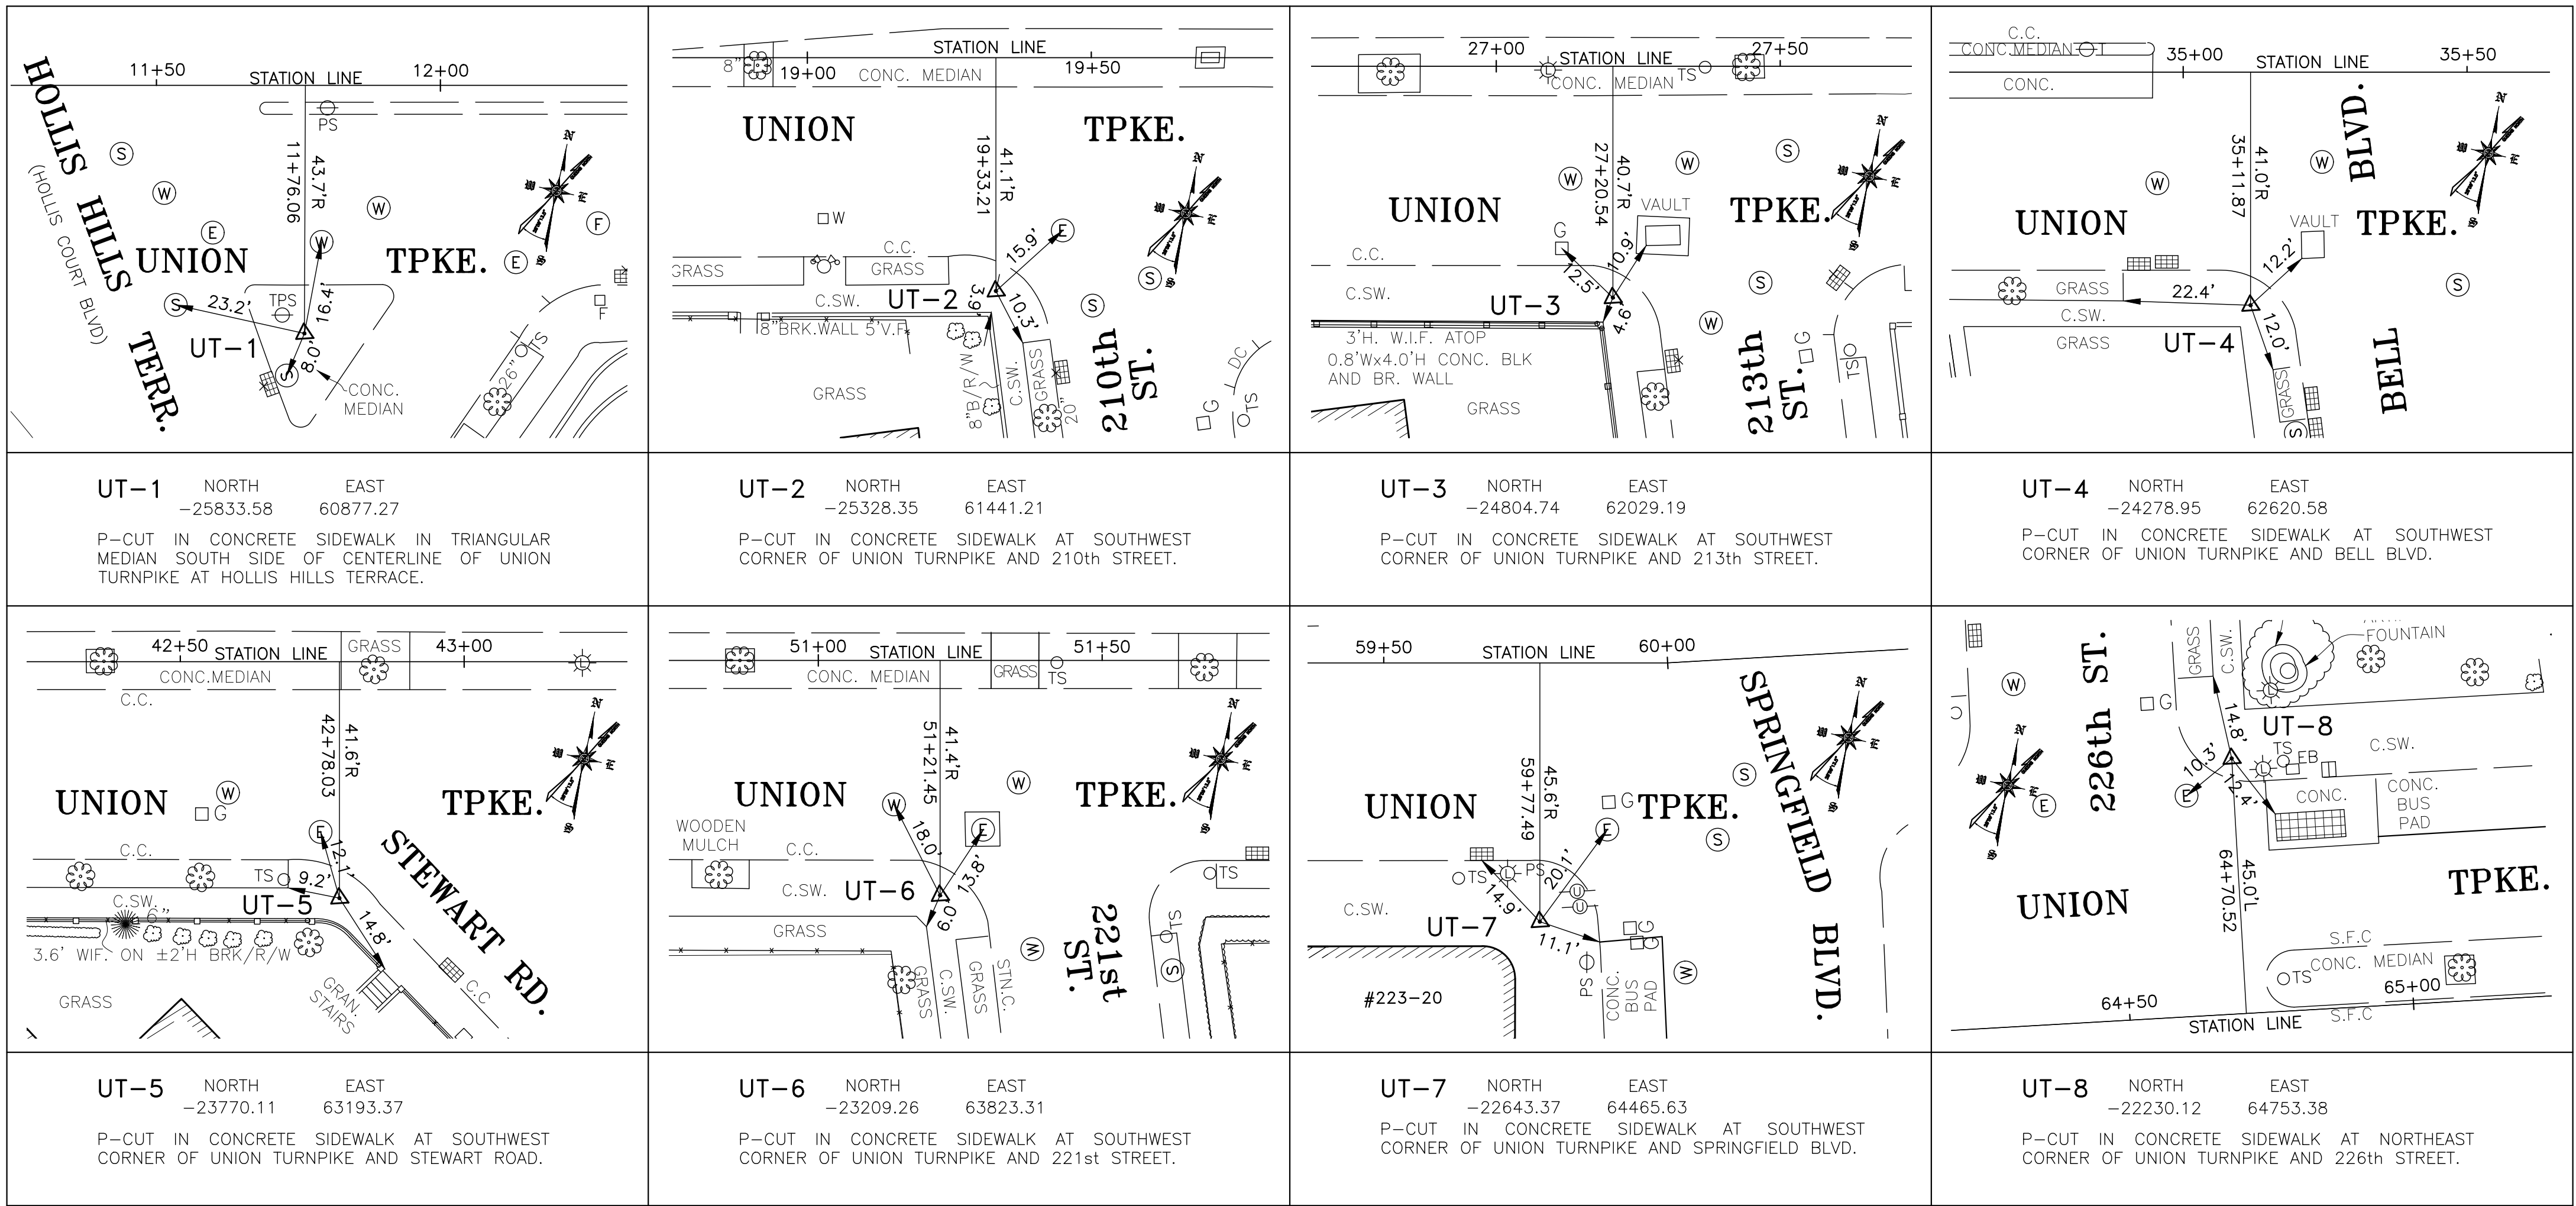 11+50
STATION LINE
12+00
HOLLIS HILLS
(HOLLIS COURT BLVD)
TERR.
PS
S
W
43.7'R
11+76.06
W
E
F
W
E
UNION TPKE.
S
23.2'
TPS
16.4'
F
UT-1
8.0'
S
TS
26"
CONC.
MEDIAN
N
8"
19+00
STATION LINE
19+50
CONC. MEDIAN
UNION TPKE.
41.1'R
19+33.21
W
E
15.9'
C.C.
GRASS
GRASS
C.SW.
UT-2
3.9'
10.3'
S
S
8"BRK.WALL 5'V.F.
GRASS
8"B/R/W
C.SW.
GRASS
20"
210th
ST.
DC
G
TS
N
27+00
STATION LINE
27+50
L
CONC. MEDIAN
TS
W
W
S
40.7'R
27+20.54
UNION TPKE.
VAULT
G
C.C.
12.5'
10.9'
C.SW.
UT-3
4.6'
S
W
3'H. W.I.F. ATOP
0.8'Wx4.0'H CONC. BLK
AND BR. WALL
GRASS
213th
ST.
G
TS
N
C.C.
CONC.MEDIAN
T
35+00
STATION LINE
35+50
CONC.
BLVD.
41.0'R
35+11.87
W
W
UNION TPKE.
VAULT
12.2'
GRASS
22.4'
C.SW.
UT-4
12.0'
GRASS
S
BELL
GRASS
S
N
UT-1 NORTH EAST
-25833.58 60877.27
P-CUT IN CONCRETE SIDEWALK IN TRIANGULAR
MEDIAN SOUTH SIDE OF CENTERLINE OF UNION
TURNPIKE AT HOLLIS HILLS TERRACE.
UT-2 NORTH EAST
-25328.35 61441.21
P-CUT IN CONCRETE SIDEWALK AT SOUTHWEST
CORNER OF UNION TURNPIKE AND 210th STREET.
UT-3 NORTH EAST
-24804.74 62029.19
P-CUT IN CONCRETE SIDEWALK AT SOUTHWEST
CORNER OF UNION TURNPIKE AND 213th STREET.
UT-4 NORTH EAST
-24278.95 62620.58
P-CUT IN CONCRETE SIDEWALK AT SOUTHWEST
CORNER OF UNION TURNPIKE AND BELL BLVD.
42+50
STATION LINE
GRASS
43+00
L
CONC.MEDIAN
C.C.
41.6'R
42+78.03
W
G
UNION TPKE.
E
C.C.
12.1'
TS
9.2'
C.SW.
6"
UT-5
14.8'
STEWART RD.
3.6' WIF. ON ±2'H BRK/R/W
GRASS
GRAN.
STAIRS
C.C
N
51+00
STATION LINE
51+50
CONC. MEDIAN
GRASS
TS
41.4'R
51+21.45
W
W
UNION TPKE.
WOODEN
MULCH
C.C.
18.0'
E
13.8'
C.SW.
UT-6
6.0'
TS
GRASS
GRASS
C.SW.
GRASS
STN.C.
W
221st
ST.
TS
S
N
59+50
STATION LINE
60+00
45.6'R
59+77.49
SPRINGFIELD BLVD.
S
UNION TPKE.
G
E
S
TS
L
PS
20.1'
14.9'
U
U
C.SW.
UT-7
11.1'
G
G
PS
W
#223-20
CONC.
BUS
PAD
N
226th ST.
GRASS
C.SW.
FOUNTAIN
W
G
L
14.8'
UT-8
C.SW.
TS
L
EB
10.3'
12.4'
E
E
CONC.
CONC.
BUS
PAD
UNION TPKE.
45.0'L
64+70.52
S.F.C
CONC. MEDIAN
TS
65+00
64+50
S.F.C
STATION LINE
N
UT-5 NORTH EAST
-23770.11 63193.37
P-CUT IN CONCRETE SIDEWALK AT SOUTHWEST
CORNER OF UNION TURNPIKE AND STEWART ROAD.
UT-6 NORTH EAST
-23209.26 63823.31
P-CUT IN CONCRETE SIDEWALK AT SOUTHWEST
CORNER OF UNION TURNPIKE AND 221st STREET.
UT-7 NORTH EAST
-22643.37 64465.63
P-CUT IN CONCRETE SIDEWALK AT SOUTHWEST
CORNER OF UNION TURNPIKE AND SPRINGFIELD BLVD.
UT-8 NORTH EAST
-22230.12 64753.38
P-CUT IN CONCRETE SIDEWALK AT NORTHEAST
CORNER OF UNION TURNPIKE AND 226th STREET.